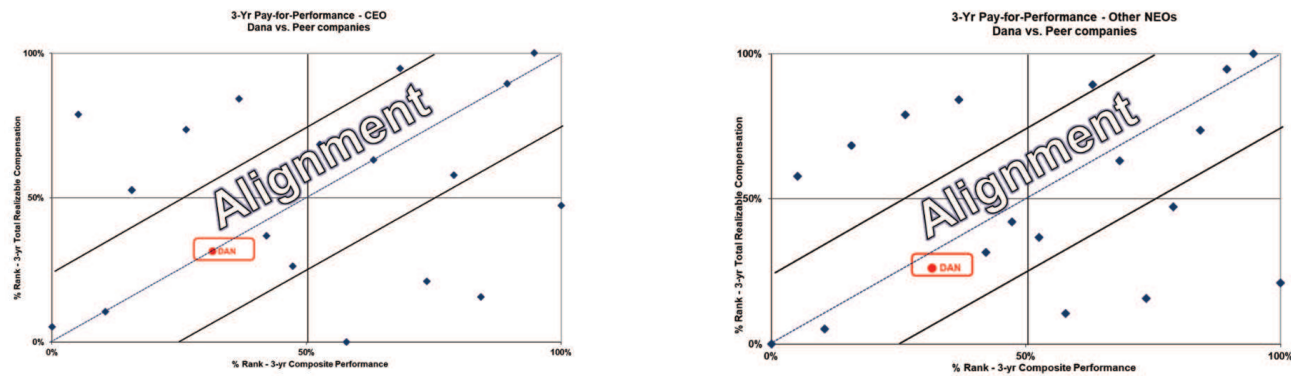 3-Yr Pay-for-Performance - CEO
Dana vs. Peer companies
100%
% Rank - 3-yr Total Realizable Compensation
Alignment
50%
DAN
0%
0%
50%
100%
% Rank - 3-yr Composite Performance
3-Yr Pay-for-Performance - Other NEOs
Dana vs. Peer companies
100%
% Rank - 3-yr Total Realizable Compensation
Alignment
50%
DAN
0%
0%
50%
100%
% Rank - 3-yr Composite Performance